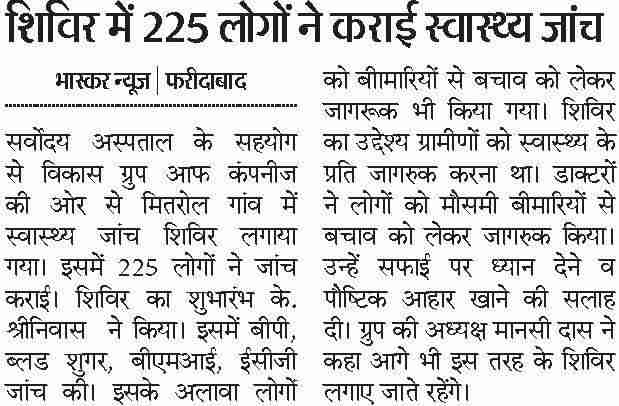 शिविर में 225 लोगों ने कराई स्वास्थ्य जांच
भास्कर न्यूज | फरीदाबाद
सर्वोदय अस्पताल के सहयोग
से विकास ग्रुप आफ कंपनीज
की ओर से मितरोल गांव में
स्वास्थ्य जांच शिविर लगाया
गया। इसमें 225 लोगों ने जांच
कराई। शिविर का शुभारंभ के.
श्रीनिवास ने किया। इसमें बीपी,
ब्लड शुगर, बीएमआई, ईसीजी
जांच की। इसके अलावा लोगों
को बीामारियों से बचाव को लेकर
जागरूक भी किया गया। शिविर
का उद्देश्य ग्रामीणों को स्वास्थ्य के
प्रति जागरुक करना था। डाक्टरों
ने लोगों को मौसमी बीमारियों से
बचाव को लेकर जागरुक किया।
उन्हें सफाई पर ध्यान देने व
पौष्टिक आहार खाने की सलाह
दी। ग्रुप की अध्यक्ष मानसी दास ने
कहा आगे भी इस तरह के शिविर
लगाए जाते रहेंगे।